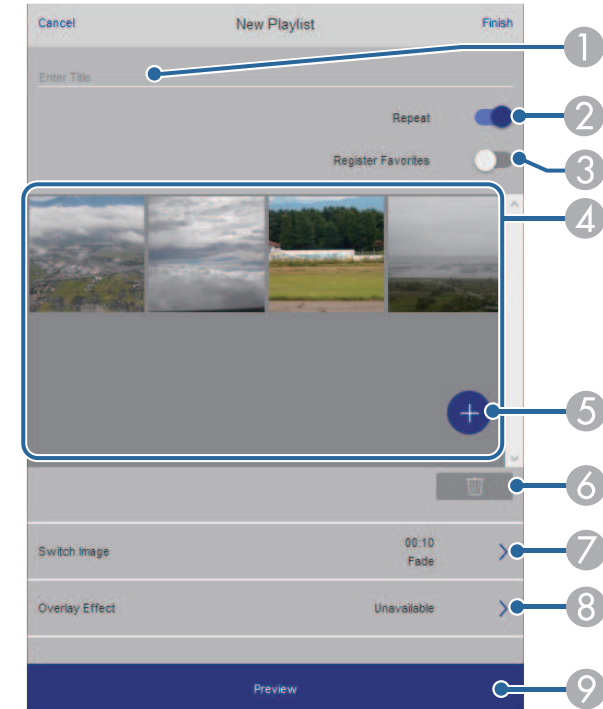 Cancel New Playlist Finish
1
Enter Title
Repeat
2
Register Favorites
3
4
5
6
Switch Image 00:10
Fade
7
Overlay Effect Unavailable
8
Preview
9